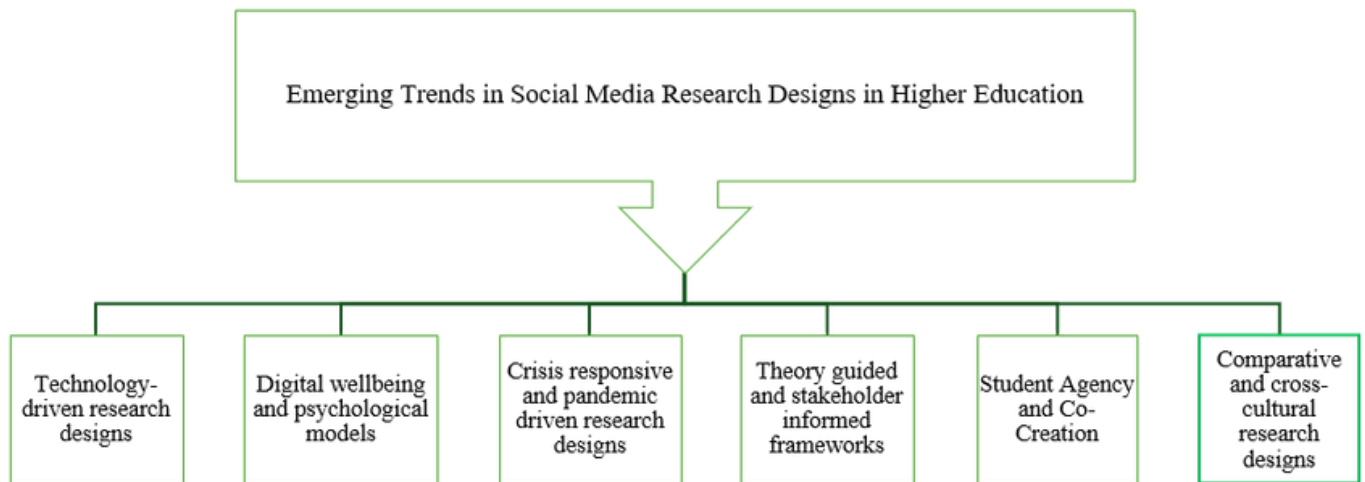 Emerging Trends in Social Media Research Designs in Higher Education
Technology-
driven research
designs
Digital wellbeing
and psychological
models
Crisis responsive
and pandemic
driven research
designs
Theory guided
and stakeholder
informed
frameworks
Student Agency
and Co-
Creation
Comparative
and cross-
cultural
research
designs